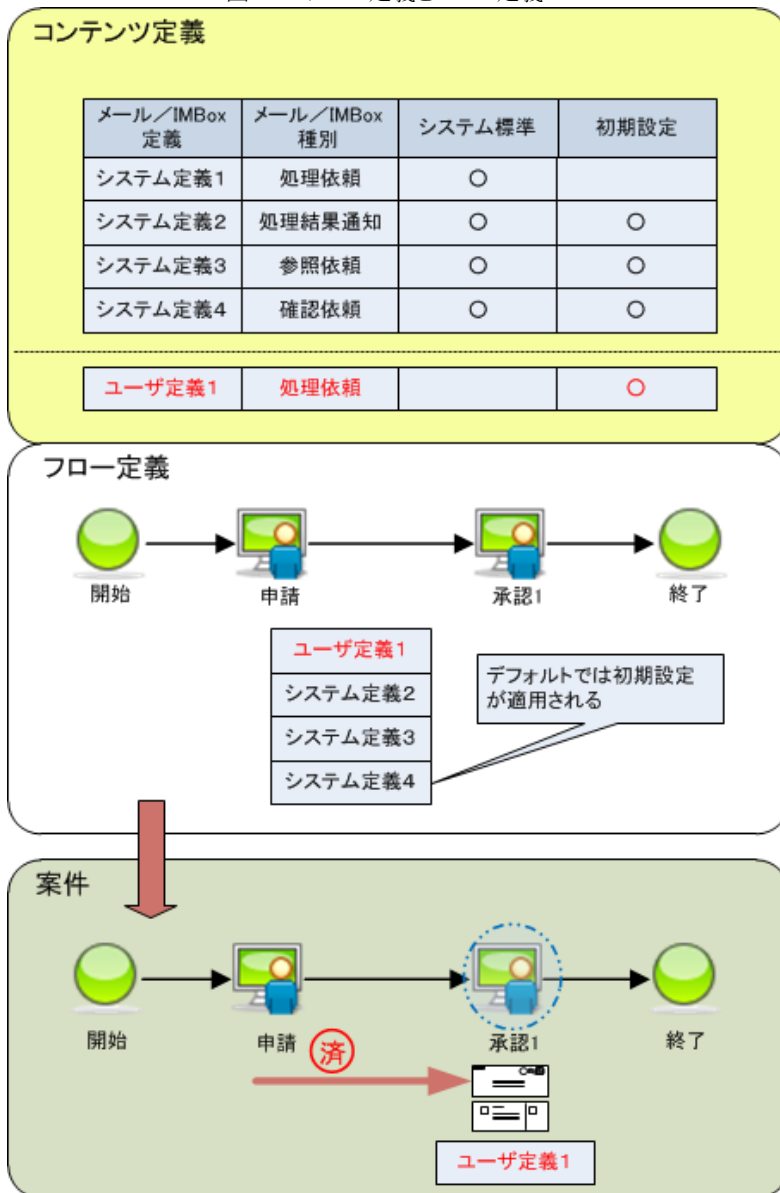 コンテンツ定義
メール／IMBox
定義
メール／IMBox
種別
システム標準
初期設定
システム定義1
処理依頼
○
システム定義2
処理結果通知
○
○
システム定義3
参照依頼
○
○
システム定義4
確認依頼
○
○
ユーザ定義1
処理依頼
○
フロー定義
開始
申請
承認1
終了
ユーザ定義1
システム定義2
システム定義3
システム定義4
デフォルトでは初期設定
が適用される
案件
開始
申請
済
承認1
終了
ユーザ定義1